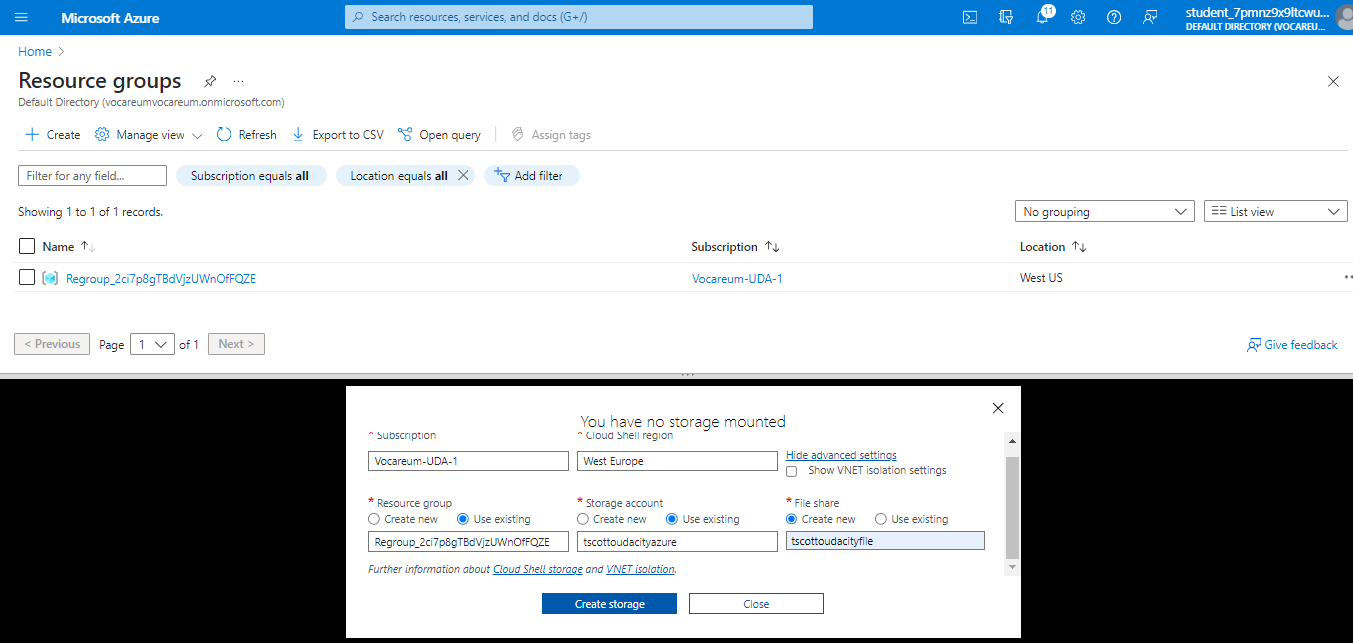 Microsoft Azure
Search resources, services, and docs (G+/)
11
student_7pmnz9x9ltcwu...
DEFAULT DIRECTORY (VOCAREU...
Home >
Resource groups ...
Default Directory (vocareumvocareum.onmicrosoft.com)
Create Manage view Refresh Export to CSV Open query Assign tags
Filter for any field... Subscription equals all Location equals all Add filter
Showing 1 to 1 of 1 records. No grouping List view
Name Subscription Location
Regroup_2ci7p8gTBdVjzUWnOfFQZE Vocareum-UDA-1 West US
< Previous Page 1 of 1 Next > Give feedback
You have no storage mounted
* Subscription * Cloud Shell region
Hide advanced settings
Vocareum-UDA-1 West Europe
Show VNET isolation settings
* Resource group * Storage account * File share
Create new Use existing Create new Use existing Create new Use existing
Regroup_2ci7p8gTBdVjzUWnOfFQZE tscottoudacityazure tscottoudacityfile
Further information about Cloud Shell storage and VNET isolation.
Create storage Close